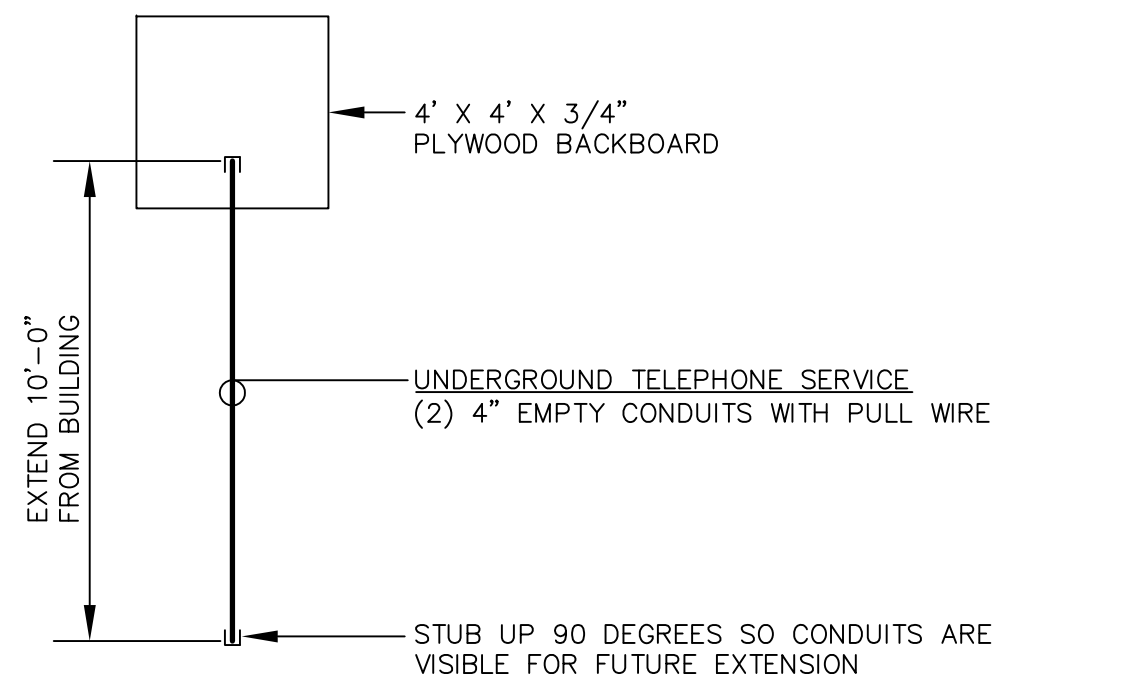 4' X 4' X 3/4"
PLYWOOD BACKBOARD
EXTEND 10'-0"
FROM BUILDING
UNDERGROUND TELEPHONE SERVICE
(2) 4" EMPTY CONDUITS WITH PULL WIRE
STUB UP 90 DEGREES SO CONDUITS ARE
VISIBLE FOR FUTURE EXTENSION